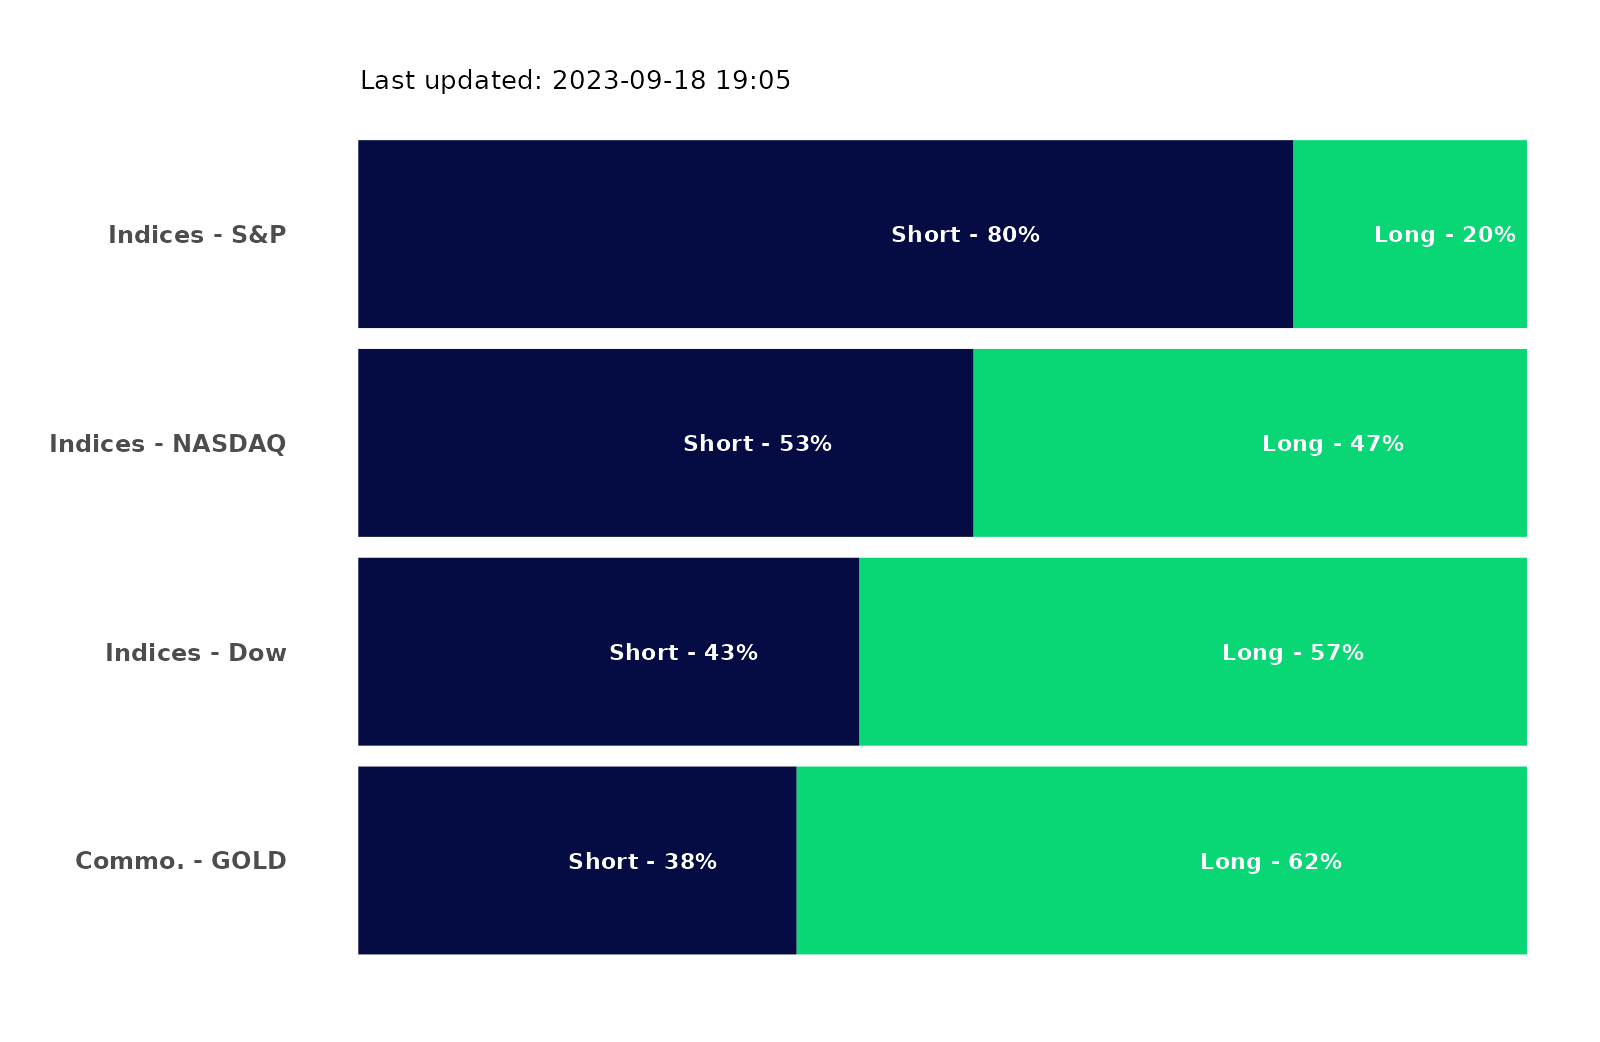 Last updated: 2023-09-18 19:05
Indices - S&P Short - 80% Long - 20%
Indices - NASDAQ Short - 53% Long - 47%
Indices - Dow Short - 43% Long - 57%
Commo. - GOLD Short - 38% Long - 62%